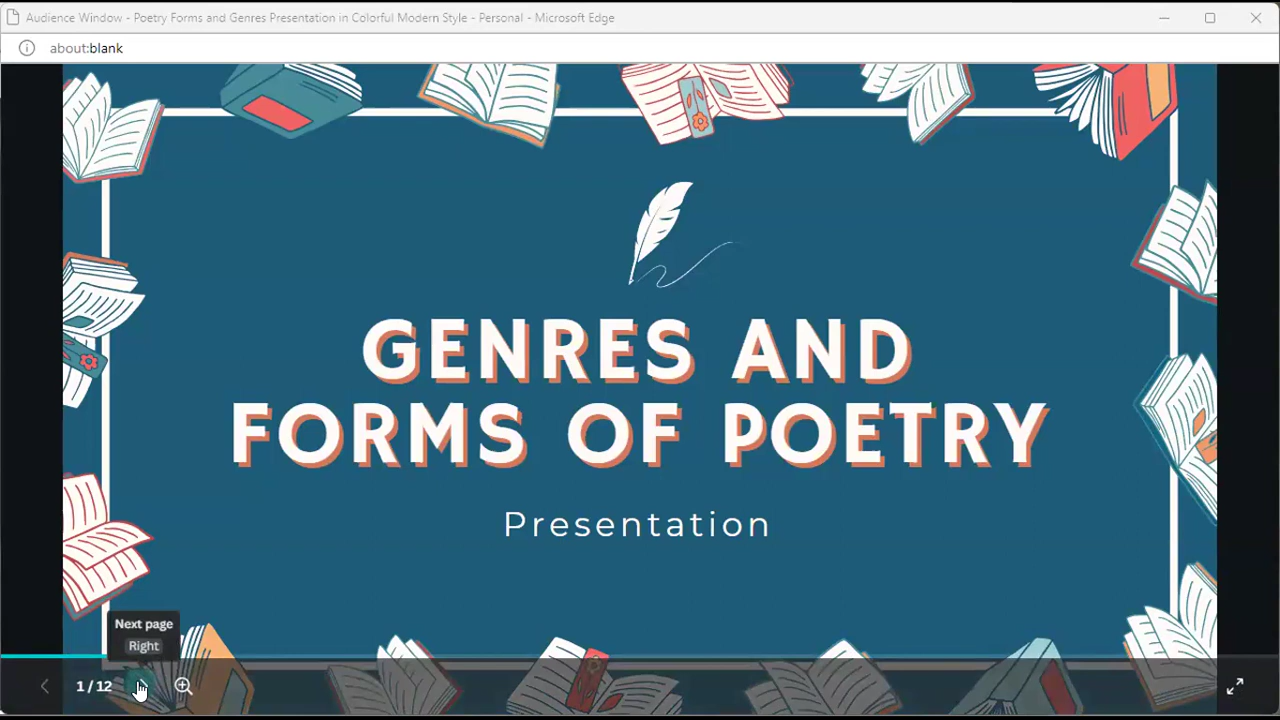 Audience Window - Poetry Forms and Genres Presentation in Colorful Modern Style - Personal - Microsoft Edge
about:blank
GENRES AND
FORMS OF POETRY
Presentation
Next page
Right
1 / 12